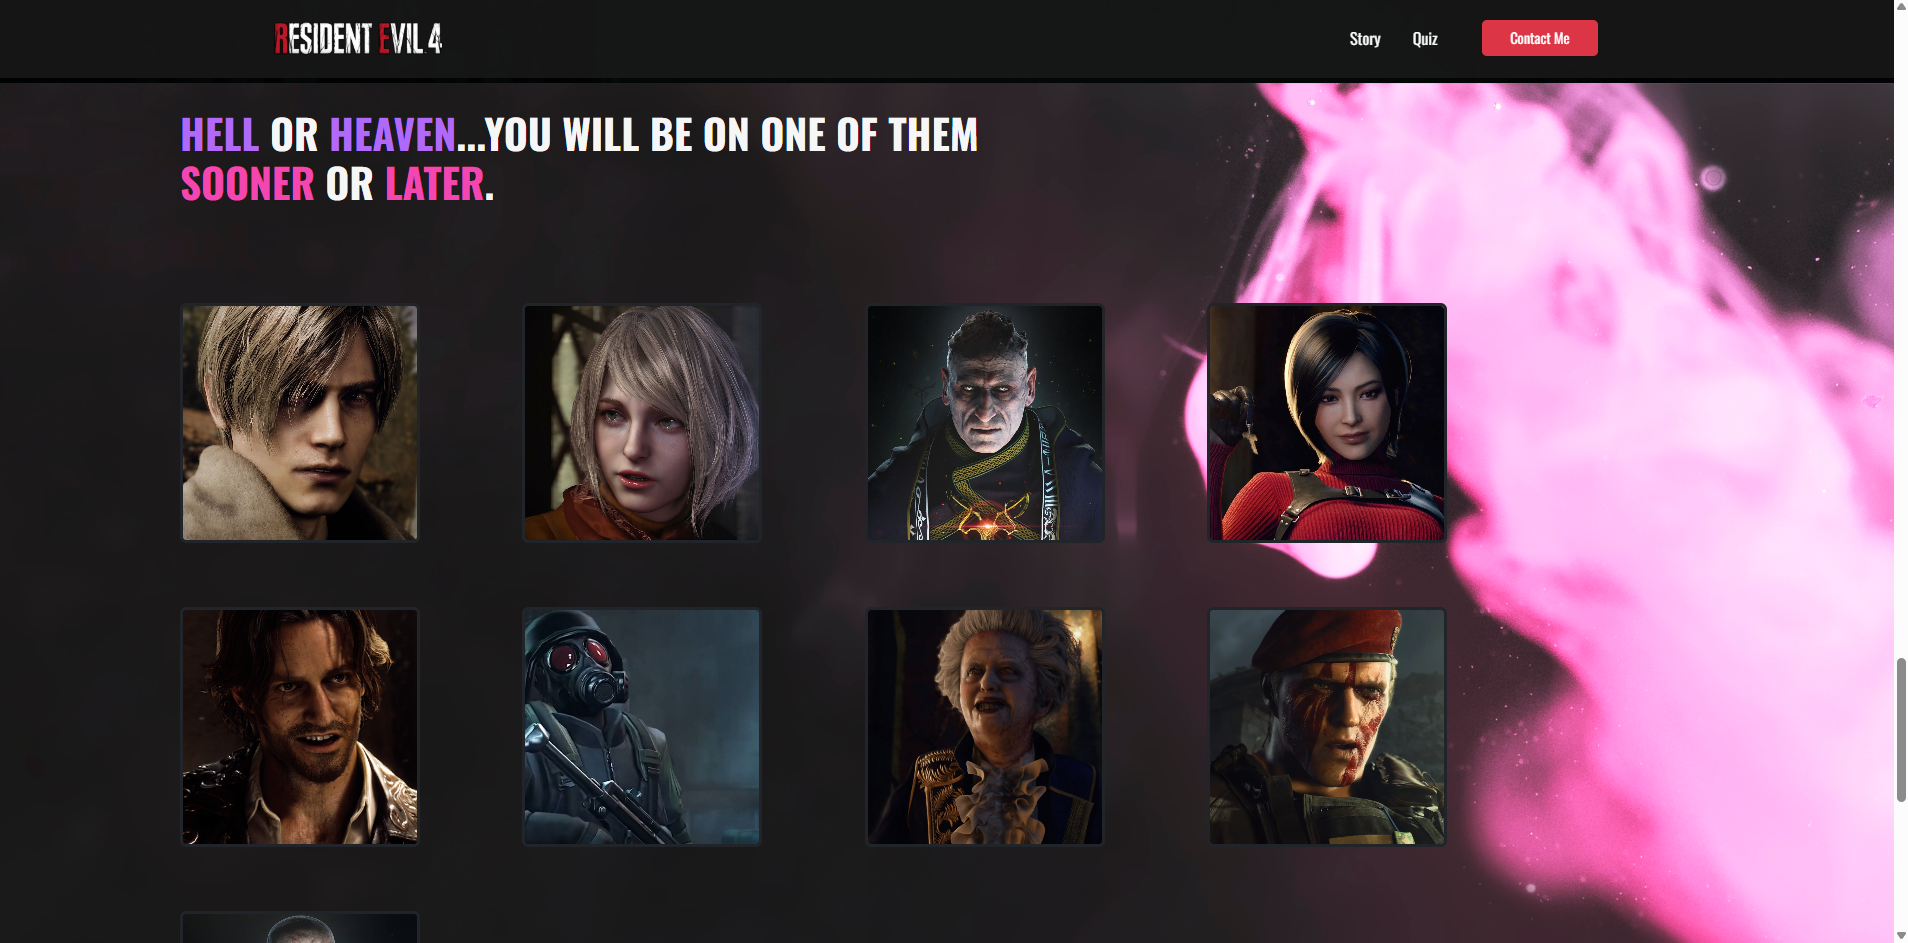 RESIDENT EVIL 4
Story
Quiz
Contact Me
HELL OR HEAVEN...YOU WILL BE ON ONE OF THEM
SOONER OR LATER.